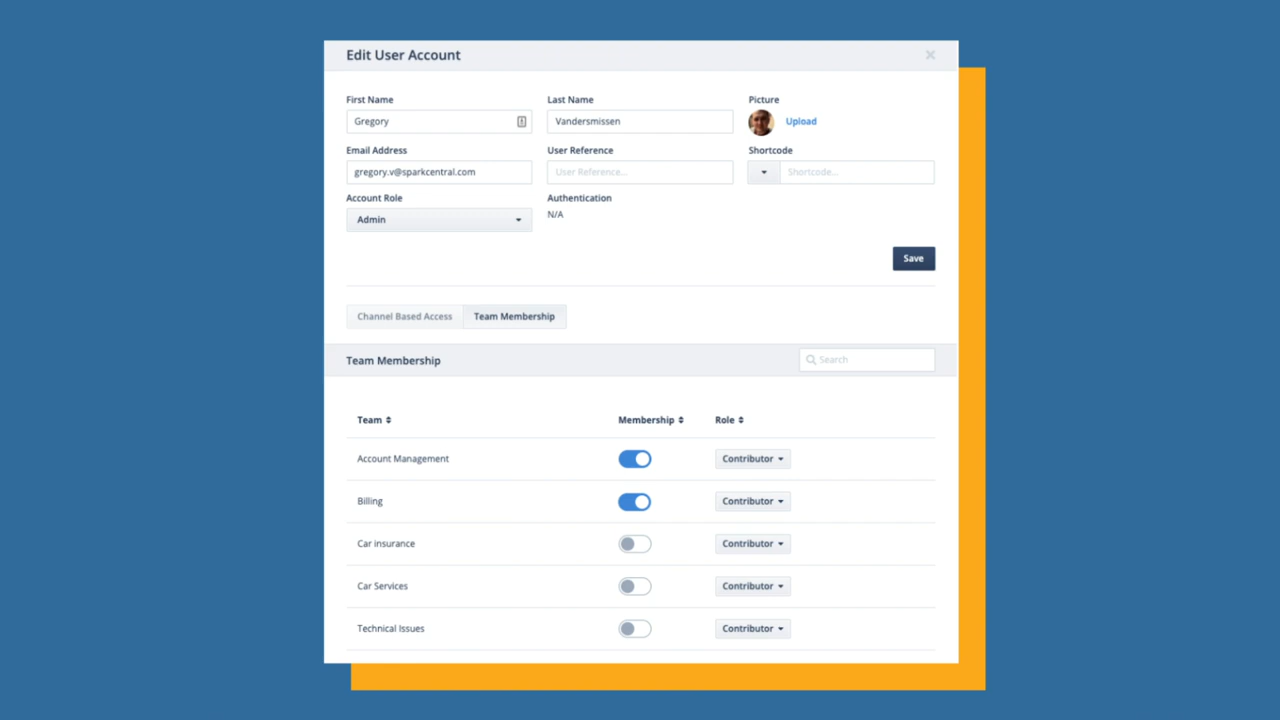 Edit User Account
First Name
Last Name
Picture
Gregory
Vandersmissen
Upload
Email Address
User Reference
Shortcode
gregory.v@sparkcentral.com
User Reference...
Shortcode...
Account Role
Authentication
Admin
N/A
Save
Channel Based Access
Team Membership
Team Membership
Search
Team
Membership
Role
Account Management
Contributor
Billing
Contributor
Car insurance
Contributor
Car Services
Contributor
Technical Issues
Contributor